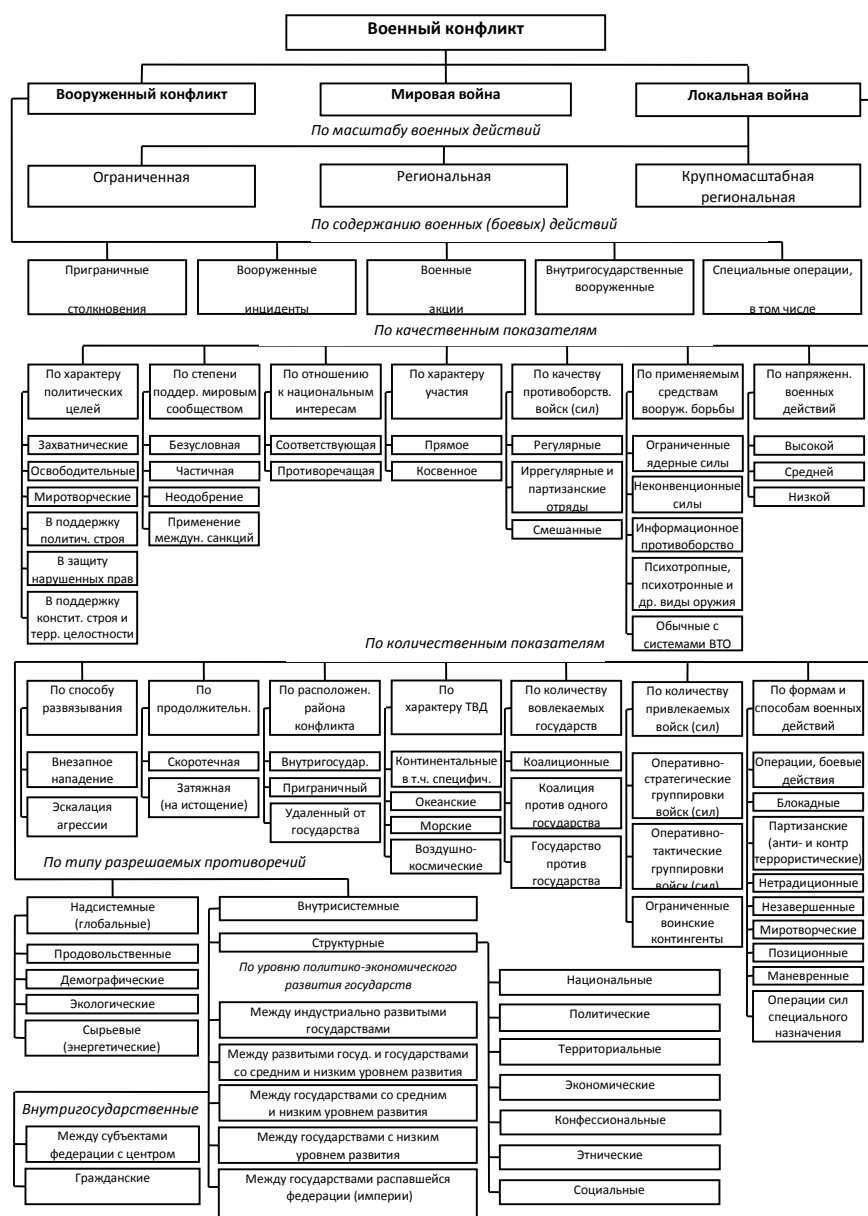 Военный конфликт
Вооруженный конфликт
Мировая война
Локальная война
По масштабу военных действий
Ограниченная
Региональная
Крупномасштабная
региональная
По содержанию военных (боевых) действий
Приграничные
столкновения
Вооруженные
инциденты
Военные
акции
Внутригосударственные
вооруженные
Специальные операции,
в том числе
По качественным показателям
По характеру
политических
целей
Захватнические
Освободительные
Миротворческие
В поддержку
политич. строя
В защиту
нарушенных прав
В поддержку
констит. строя и
терр. целостности
По степени
поддер. мировым
сообществом
Безусловная
Частичная
Неодобрение
Применение
междун. санкций
По отношению
к национальным
интересам
Соответствующая
Противоречащая
По характеру
участия
Прямое
Косвенное
По качеству
противоборств.
войск (сил)
Регулярные
Иррегулярные и
партизанские
отряды
Смешанные
По применяемым
средствам
вооруж. борьбы
Ограниченные
ядерные силы
Неконвенционные
силы
Информационное
противоборство
Психотропные,
психотронные и
др. виды оружия
Обычные с
системами ВТО
По напряженн.
военных
действий
Высокой
Средней
Низкой
По количественным показателям
По способу
развязывания
Внезапное
нападение
Эскалация
агрессии
По
продолжительн.
Скоротечная
Затяжная
(на истощение)
По расположен.
района
конфликта
Внутригосудар.
Приграничный
Удаленный от
государства
По
характеру ТВД
Континентальные
в т.ч. специфич.
Океанские
Морские
Воздушно-
космические
По количеству
вовлекаемых
государств
Коалиционные
Коалиция
против одного
государства
Государство
против
государства
По количеству
привлекаемых
войск (сил)
Оперативно-
стратегические
группировки
войск (сил)
Оперативно-
тактические
группировки
войск (сил)
Ограниченные
воинские
контингенты
По формам и
способам военных
действий
Операции, боевые
действия
Блокадные
Партизанские
(анти- и контр
террористические)
Нетрадиционные
Незавершенные
Миротворческие
Позиционные
Маневренные
Операции сил
специального
назначения
По типу разрешаемых противоречий
Надсистемные
(глобальные)
Продовольственные
Демографические
Экологические
Сырьевые
(энергетические)
Внутрисистемные
Структурные
По уровню политико-экономического
развития государств
Между индустриально развитыми
государствами
Между развитыми госуд. и государствами
со средним и низким уровнем развития
Между государствами со средним
и низким уровнем развития
Между государствами с низким
уровнем развития
Между государствами распавшейся
федерации (империи)
Национальные
Политические
Территориальные
Экономические
Конфессиональные
Этнические
Социальные
Внутригосударственные
Между субъектами
федерации с центром
Гражданские